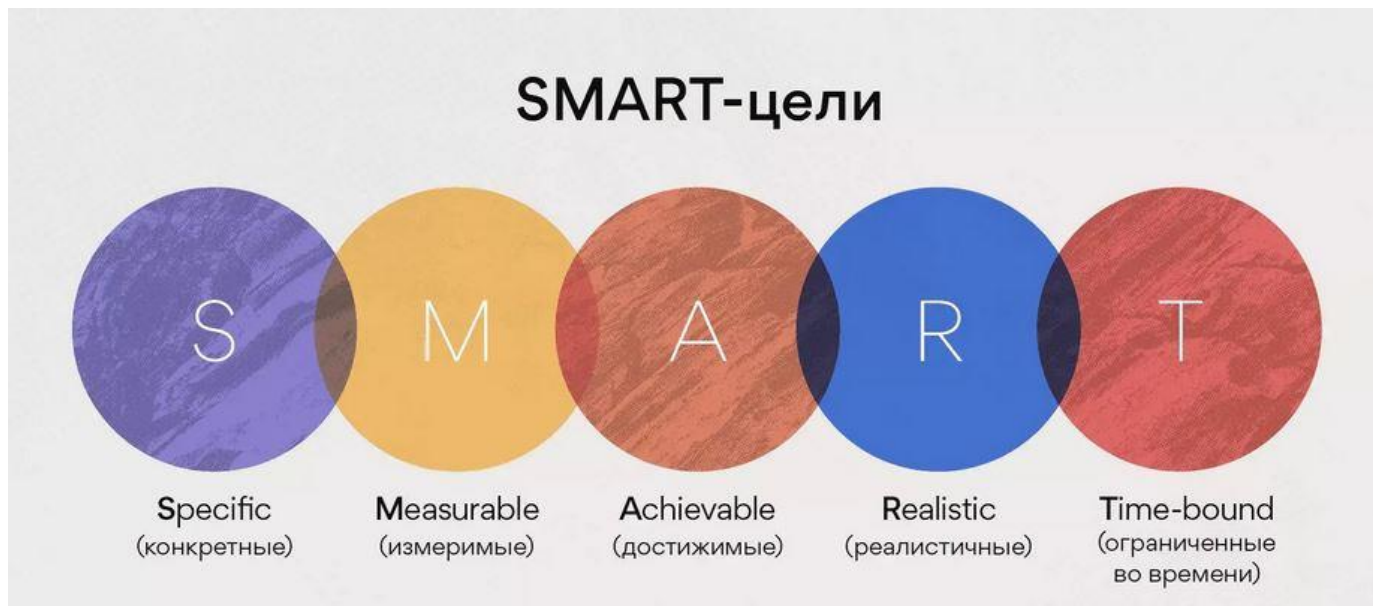 SMART-цели
S M A R T
Specific Measurable Achievable Realistic Time-bound
(конкретные) (измеримые) (достижимые) (реалистичные) (ограниченные
во времени)